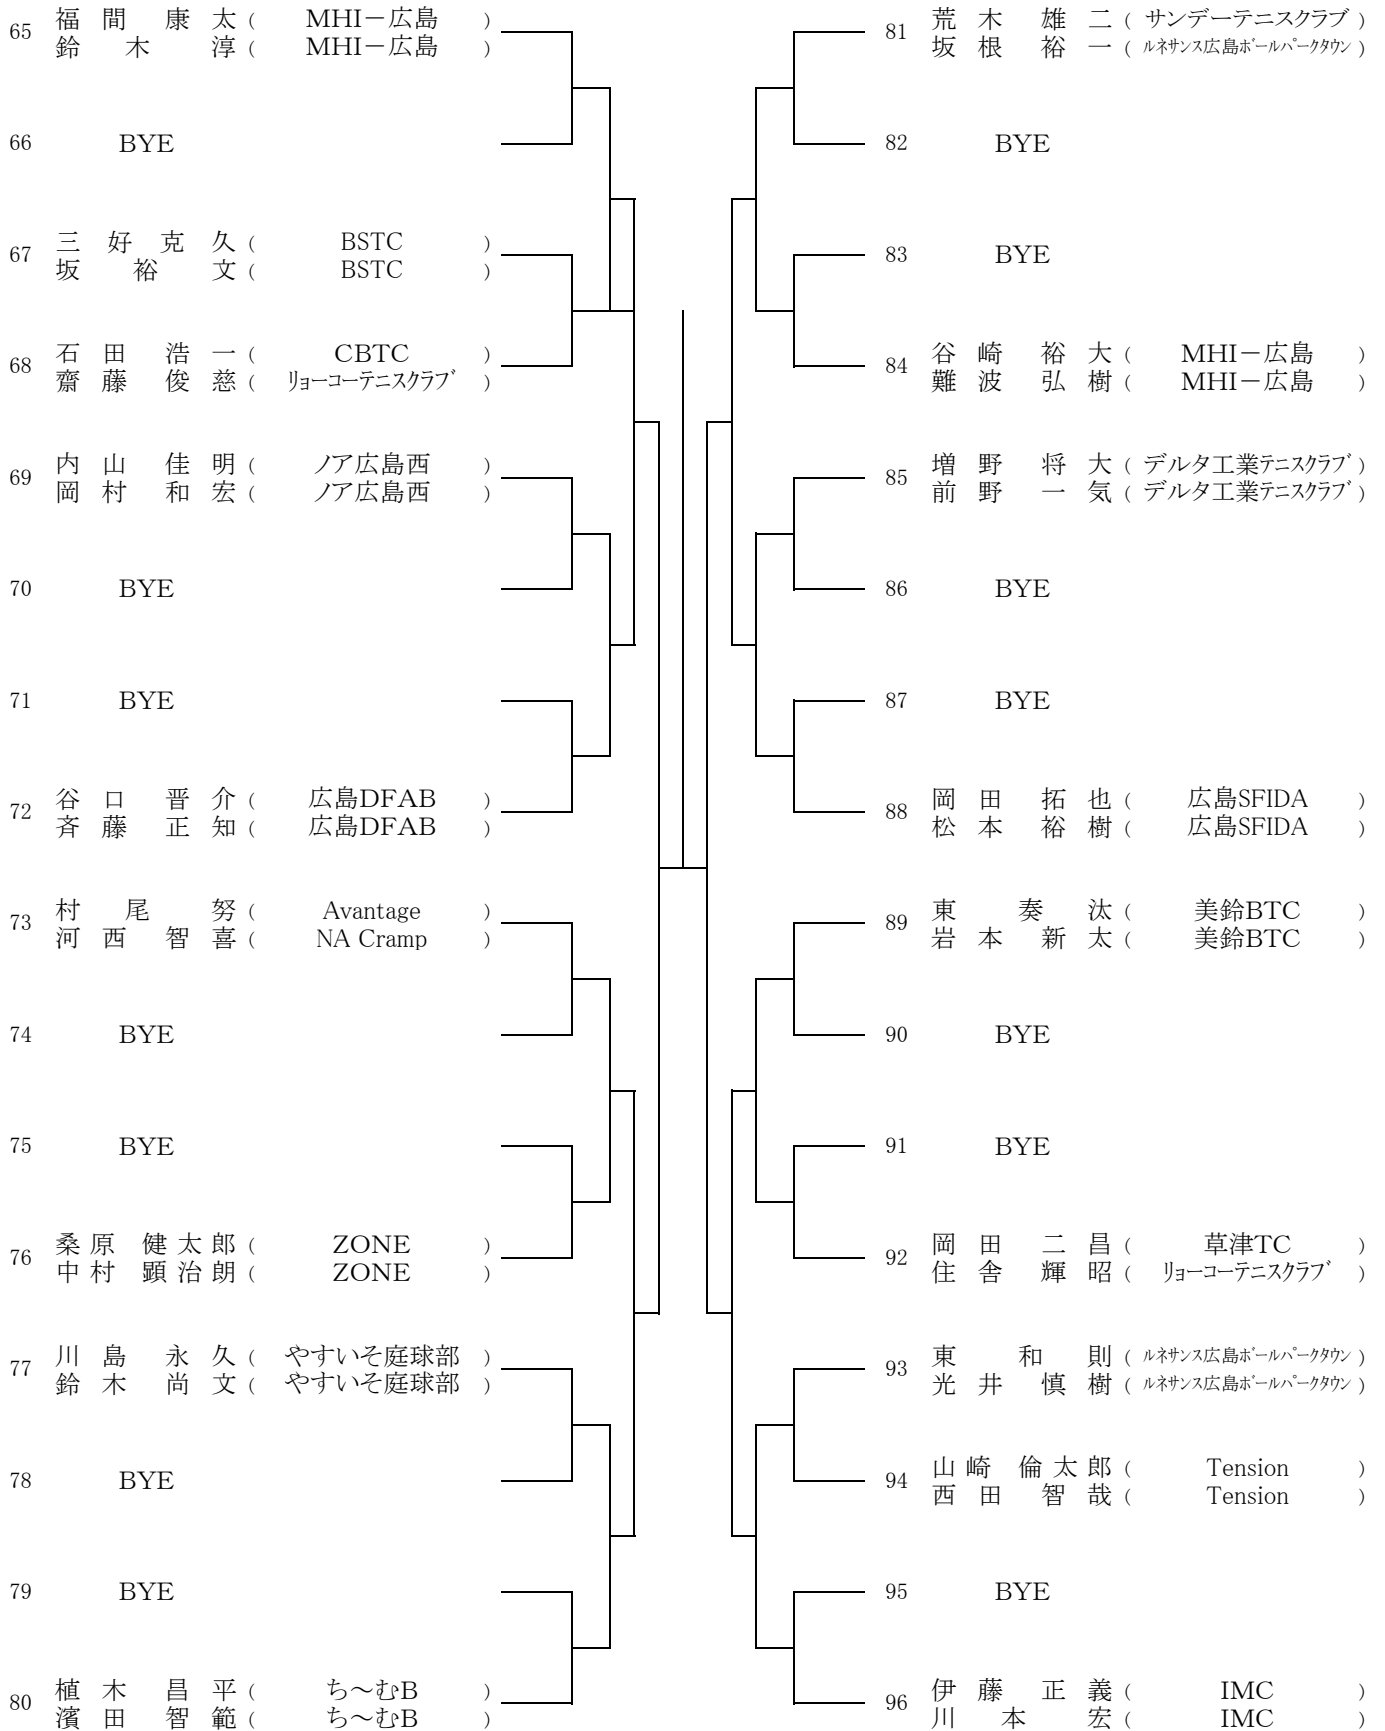 65 福間 康太 ( MHI－広島 )
鈴木 淳 ( MHI－広島 )
66 BYE
67 三好 克久 ( BSTC )
坂 裕文 ( BSTC )
68 石田 浩一 ( CBTC )
齋藤 俊慈 ( ﾘｮｰｺｰﾃﾆｽｸﾗﾌﾞ )
69 内山 佳明 ( ノア広島西 )
岡村 和宏 ( ノア広島西 )
70 BYE
71 BYE
72 谷口 晋介 ( 広島DFAB )
斉藤 正知 ( 広島DFAB )
73 村尾 努 ( Avantage )
河西 智喜 ( NA Cramp )
74 BYE
75 BYE
76 桑原 健太郎 ( ZONE )
中村 顕治朗 ( ZONE )
77 川島 永久 ( やすいそ庭球部 )
鈴木 尚文 ( やすいそ庭球部 )
78 BYE
79 BYE
80 植木 昌平 ( ち～むB )
濱田 智範 ( ち～むB )
81 荒木 雄二 ( サンデーテニスクラブ )
坂根 裕一 ( ﾙﾈｻﾝｽ広島ﾎﾞｰﾙﾊﾟｰｸﾀｳﾝ )
82 BYE
83 BYE
84 谷崎 裕大 ( MHI－広島 )
難波 弘樹 ( MHI－広島 )
85 増野 将大 ( デルタ工業ﾃﾆｽｸﾗﾌﾞ )
前野 一気 ( デルタ工業ﾃﾆｽｸﾗﾌﾞ )
86 BYE
87 BYE
88 岡田 拓也 ( 広島SFIDA )
松本 裕樹 ( 広島SFIDA )
89 東 奏汰 ( 美鈴BTC )
岩本 新太 ( 美鈴BTC )
90 BYE
91 BYE
92 岡田 二昌 ( 草津TC )
住舎 輝昭 ( ﾘｮｰｺｰﾃﾆｽｸﾗﾌﾞ )
93 東 和則 ( ﾙﾈｻﾝｽ広島ﾎﾞｰﾙﾊﾟｰｸﾀｳﾝ )
光井 慎樹 ( ﾙﾈｻﾝｽ広島ﾎﾞｰﾙﾊﾟｰｸﾀｳﾝ )
94 山崎 倫太郎 ( Tension )
西田 智哉 ( Tension )
95 BYE
96 伊藤 正義 ( IMC )
川本 宏 ( IMC )